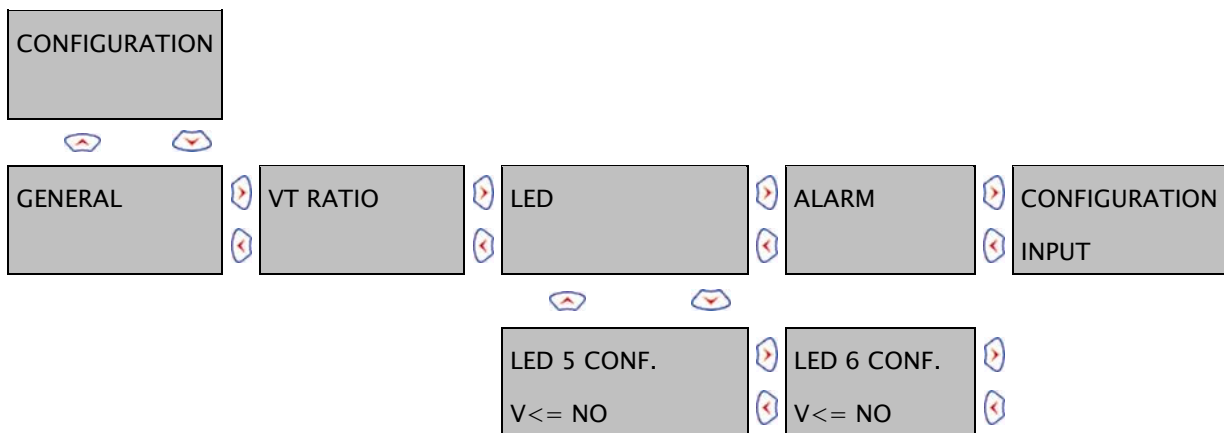 CONFIGURATION
GENERAL
VT RATIO
LED
ALARM
CONFIGURATION
INPUT
LED 5 CONF.
V<= NO
LED 6 CONF.
V<= NO